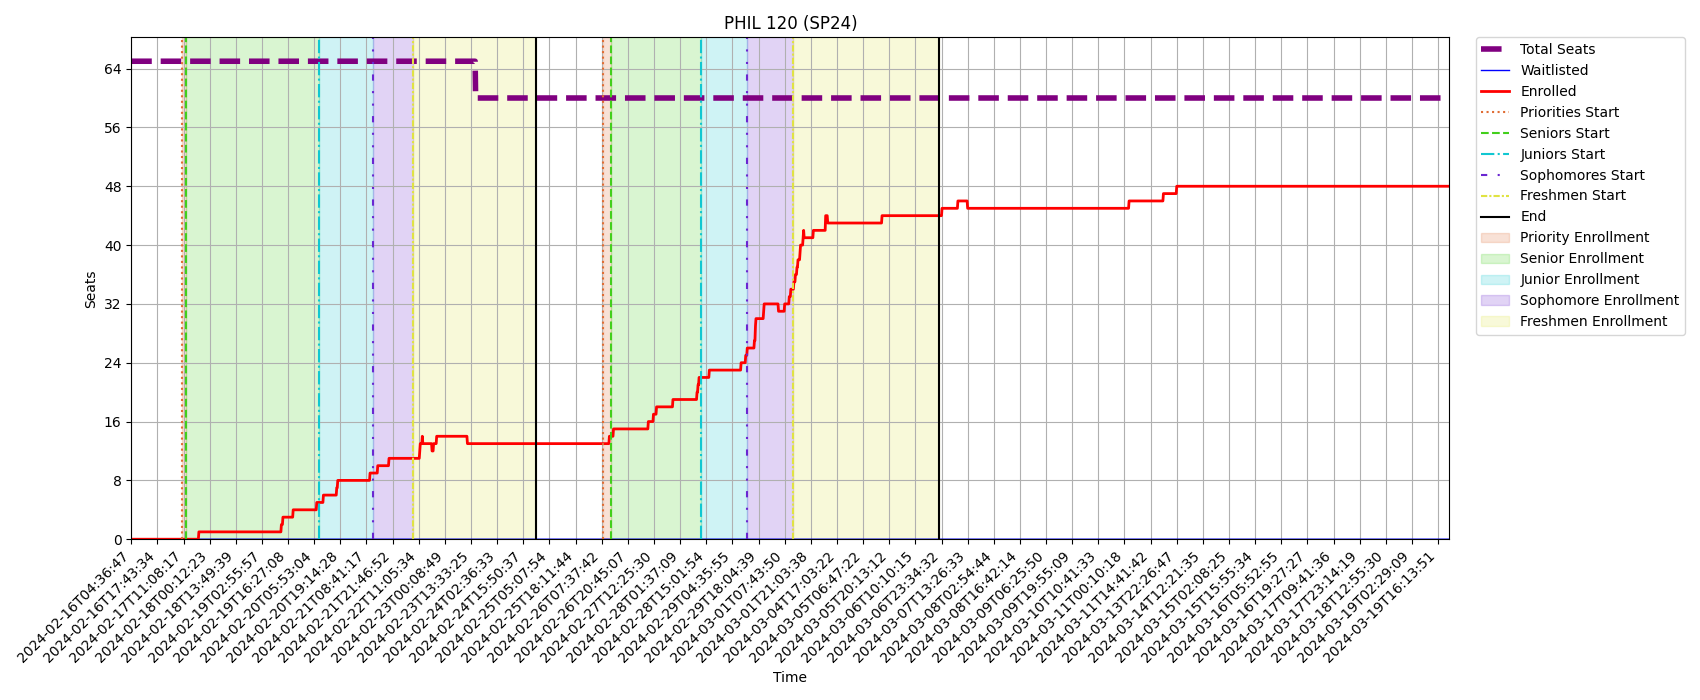 PHIL 120 (SP24)
Seats
64
56
48
40
32
24
16
8
0
2024-02-16T04:36:47
2024-02-16T17:43:34
2024-02-17T11:08:17
2024-02-18T00:12:23
2024-02-18T13:49:39
2024-02-19T02:55:57
2024-02-19T16:27:08
2024-02-20T05:53:04
2024-02-20T19:14:28
2024-02-21T08:41:17
2024-02-21T21:46:52
2024-02-22T11:05:34
2024-02-23T00:08:49
2024-02-23T13:33:25
2024-02-24T02:36:33
2024-02-24T15:50:37
2024-02-25T05:07:54
2024-02-25T18:11:44
2024-02-26T07:37:42
2024-02-26T20:45:07
2024-02-27T12:25:30
2024-02-28T01:37:09
2024-02-28T15:01:54
2024-02-29T04:35:55
2024-02-29T18:04:39
2024-03-01T07:43:50
2024-03-01T21:03:38
2024-03-04T17:03:22
2024-03-05T06:47:22
2024-03-05T20:13:12
2024-03-06T10:10:15
2024-03-06T23:34:32
2024-03-07T13:26:33
2024-03-08T02:54:44
2024-03-08T16:42:14
2024-03-09T06:25:50
2024-03-09T19:55:09
2024-03-10T10:41:33
2024-03-11T00:10:18
2024-03-11T14:41:42
2024-03-13T22:26:47
2024-03-14T12:21:35
2024-03-15T02:08:25
2024-03-15T15:55:34
2024-03-16T05:52:55
2024-03-16T19:27:27
2024-03-17T09:41:36
2024-03-17T23:14:19
2024-03-18T12:55:30
2024-03-19T02:29:09
2024-03-19T16:13:51
Time
Total Seats
Waitlisted
Enrolled
Priorities Start
Seniors Start
Juniors Start
Sophomores Start
Freshmen Start
End
Priority Enrollment
Senior Enrollment
Junior Enrollment
Sophomore Enrollment
Freshmen Enrollment